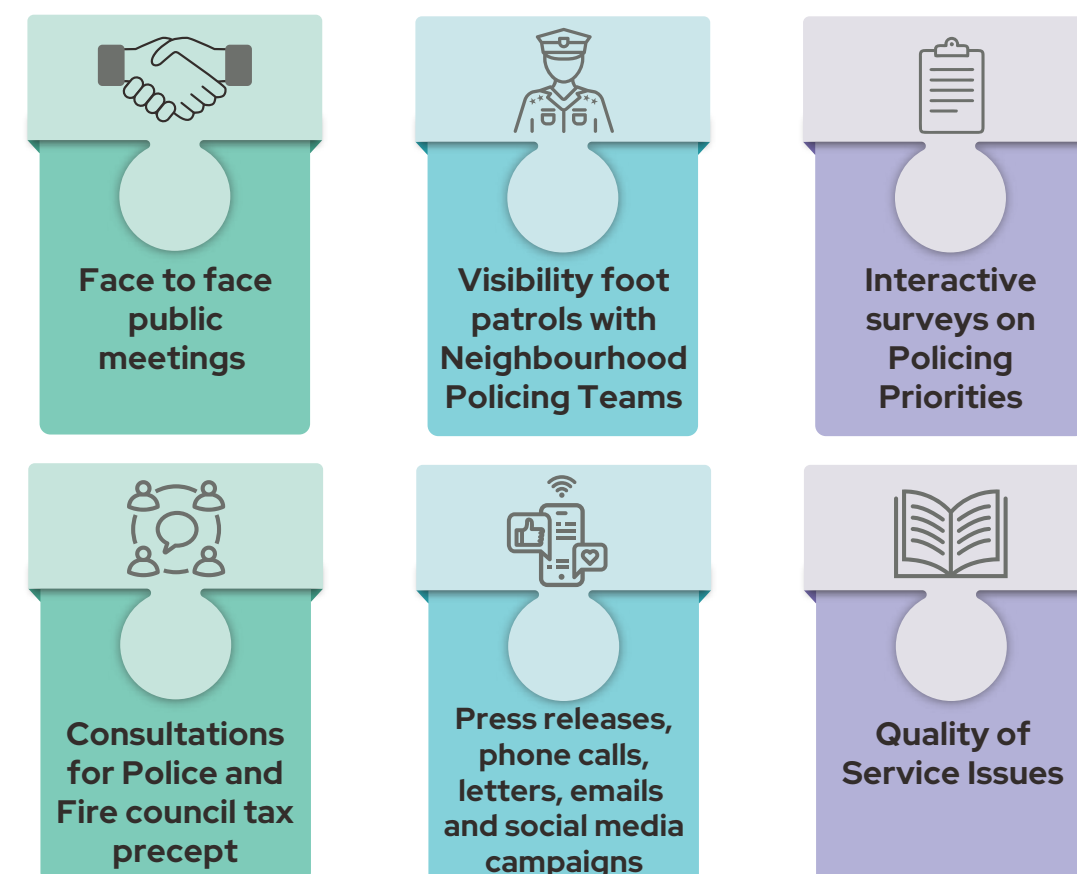 Face to face
public
meetings
Visibility foot
patrols with
Neighbourhood
Policing Teams
Interactive
surveys on
Policing
Priorities
Consultations
for Police and
Fire council tax
precept
Press releases,
phone calls,
letters, emails
and social media
campaigns
Quality of
Service Issues